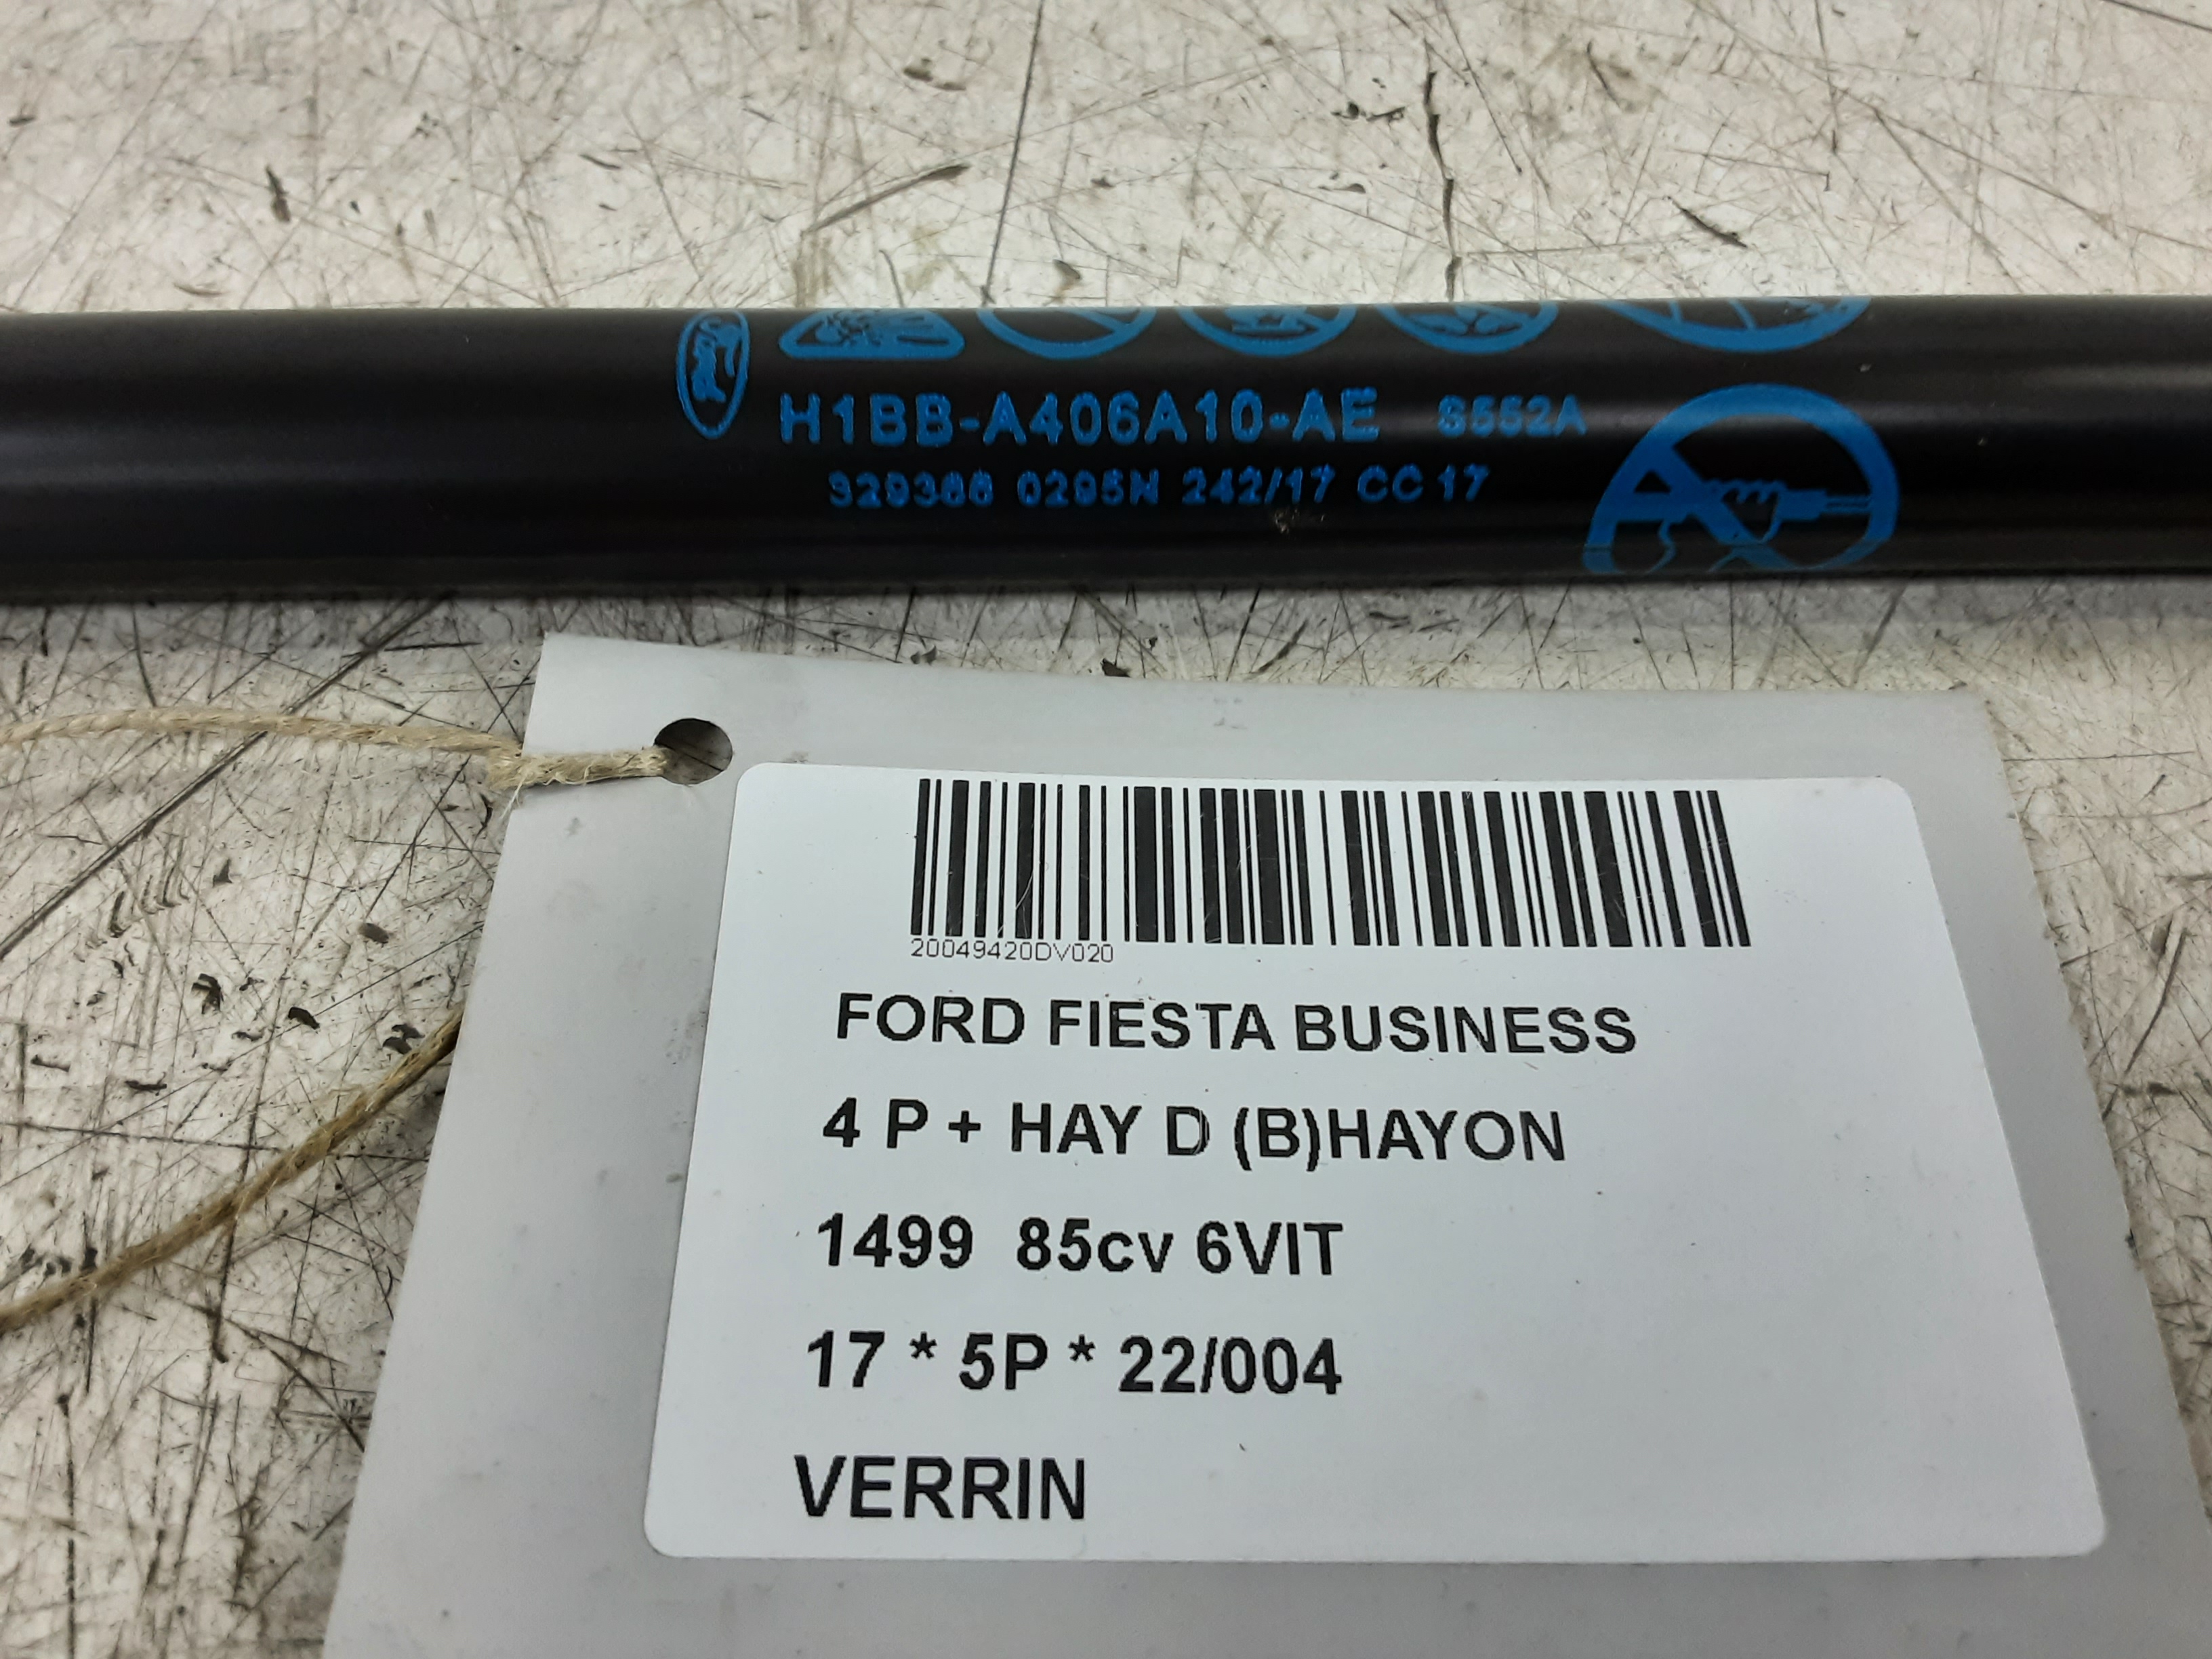 H1BB-A406A10-AE S552A
329366 0295N 242/17 CC 17
20049420DV020
FORD FIESTA BUSINESS
4 P + HAY D (B)HAYON
1499 85cv 6VIT
17 * 5P * 22/004
VERRIN